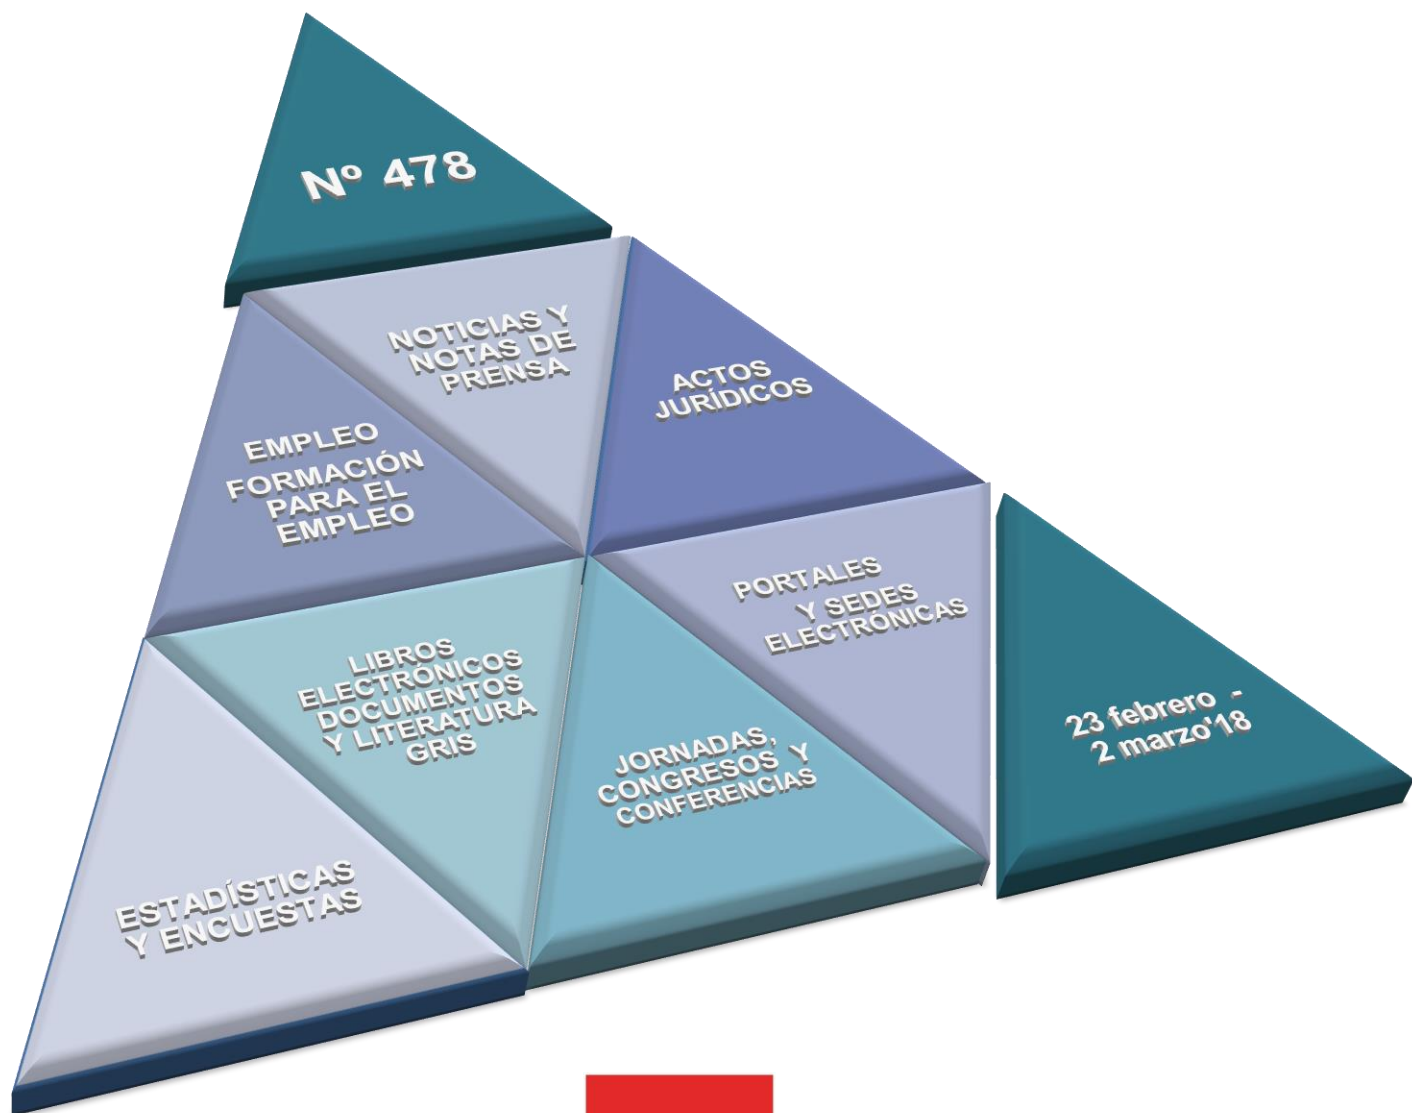 Nº 478
NOTICIAS Y
NOTAS DE
PRENSA
ACTOS
JURÍDICOS
EMPLEO
FORMACIÓN
PARA EL
EMPLEO
PORTALES
Y SEDES
ELECTRÓNICAS
LIBROS
ELECTRÓNICOS
DOCUMENTOS
Y LITERATURA
GRIS
JORNADAS,
CONGRESOS Y
CONFERENCIAS
23 febrero -
2 marzo'18
ESTADÍSTICAS
Y ENCUESTAS